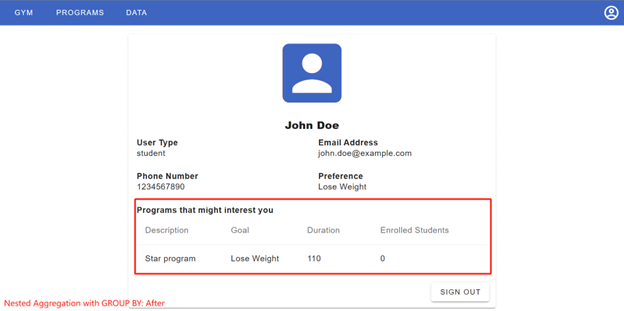 GYM PROGRAMS DATA
John Doe
User Type Email Address
student john.doe@example.com
Phone Number Preference
1234567890 Lose Weight
Programs that might interest you
Description Goal Duration Enrolled Students
Star program Lose Weight 110 0
SIGN OUT
Nested Aggregation with GROUP BY: After